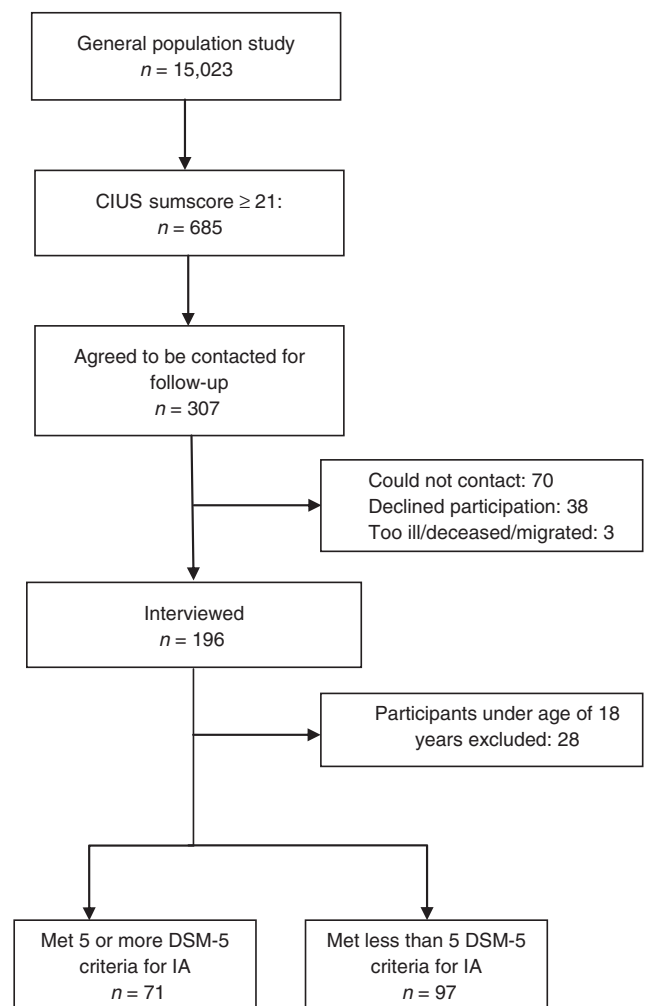 General population study
n = 15,023
CIUS sumscore ≥ 21:
n = 685
Agreed to be contacted for
follow-up
n = 307
Could not contact: 70
Declined participation: 38
Too ill/deceased/migrated: 3
Interviewed
n = 196
Participants under age of 18
years excluded: 28
Met 5 or more DSM-5
criteria for IA
n = 71
Met less than 5 DSM-5
criteria for IA
n = 97